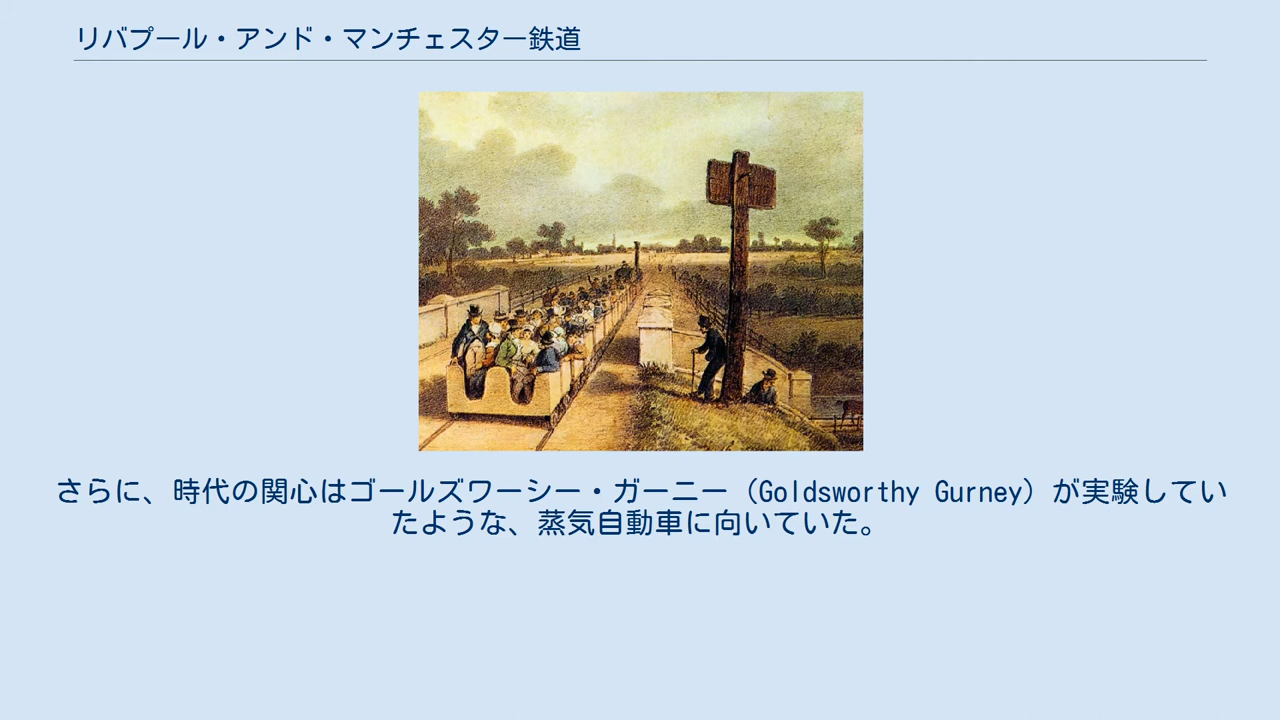 リバプール・アンド・マンチェスター鉄道
さらに、時代の関心はゴールズワーシー・ガーニー（Goldsworthy Gurney）が実験してい
たような、蒸気自動車に向いていた。